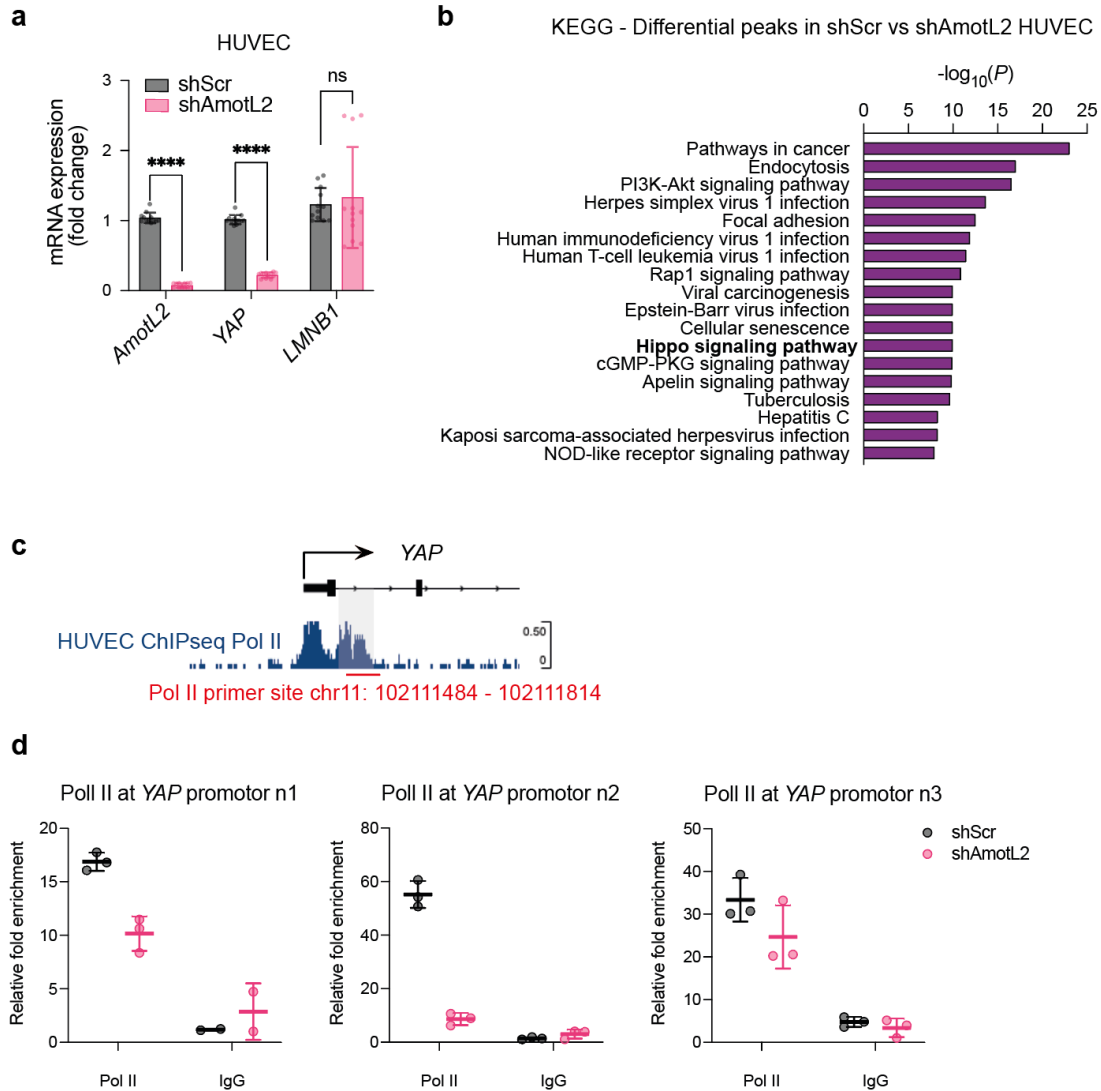 a
HUVEC
shScr
shAmotL2
mRNA expression
(fold change)
3
2
1
0
****
****
ns
AmotL2
YAP
LMNB1
b
KEGG - Differential peaks in shScr vs shAmotL2 HUVEC
-log10(P)
0 5 10 15 20 25
Pathways in cancer
Endocytosis
PI3K-Akt signaling pathway
Herpes simplex virus 1 infection
Focal adhesion
Human immunodeficiency virus 1 infection
Human T-cell leukemia virus 1 infection
Rap1 signaling pathway
Viral carcinogenesis
Epstein-Barr virus infection
Cellular senescence
Hippo signaling pathway
cGMP-PKG signaling pathway
Apelin signaling pathway
Tuberculosis
Hepatitis C
Kaposi sarcoma-associated herpesvirus infection
NOD-like receptor signaling pathway
c
YAP
HUVEC ChIPseq Pol II
0.50
0
Pol II primer site chr11: 102111484 - 102111814
d
Poll II at YAP promotor n1
Relative fold enrichment
20
15
10
5
0
Pol II
IgG
Poll II at YAP promotor n2
Relative fold enrichment
80
60
40
20
0
Pol II
IgG
Poll II at YAP promotor n3
Relative fold enrichment
50
40
30
20
10
0
Pol II
IgG
shScr
shAmotL2